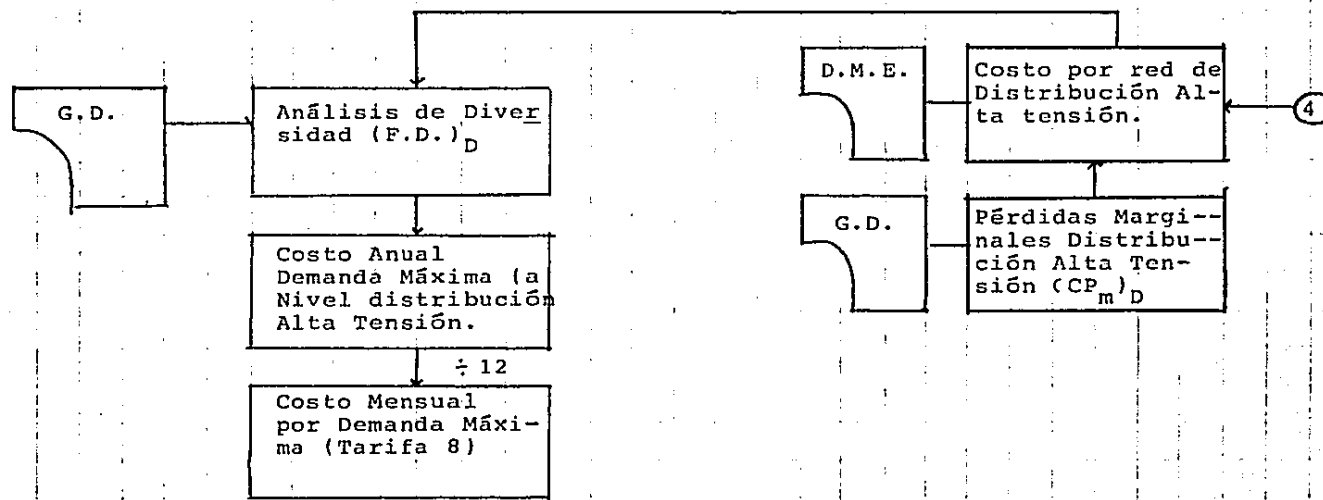 G.D.
Análisis de Diver
sidad (F.D.)D
Costo Anual
Demanda Máxima (a
Nivel distribución
Alta Tensión.
÷ 12
Costo Mensual
por Demanda Máxi-
ma (Tarifa 8)
D.M.E.
Costo por red de
Distribución Al-
ta tensión.
4
G.D.
Pérdidas Margi--
nales Distribu--
ción Alta Ten-
sión (CPm)D